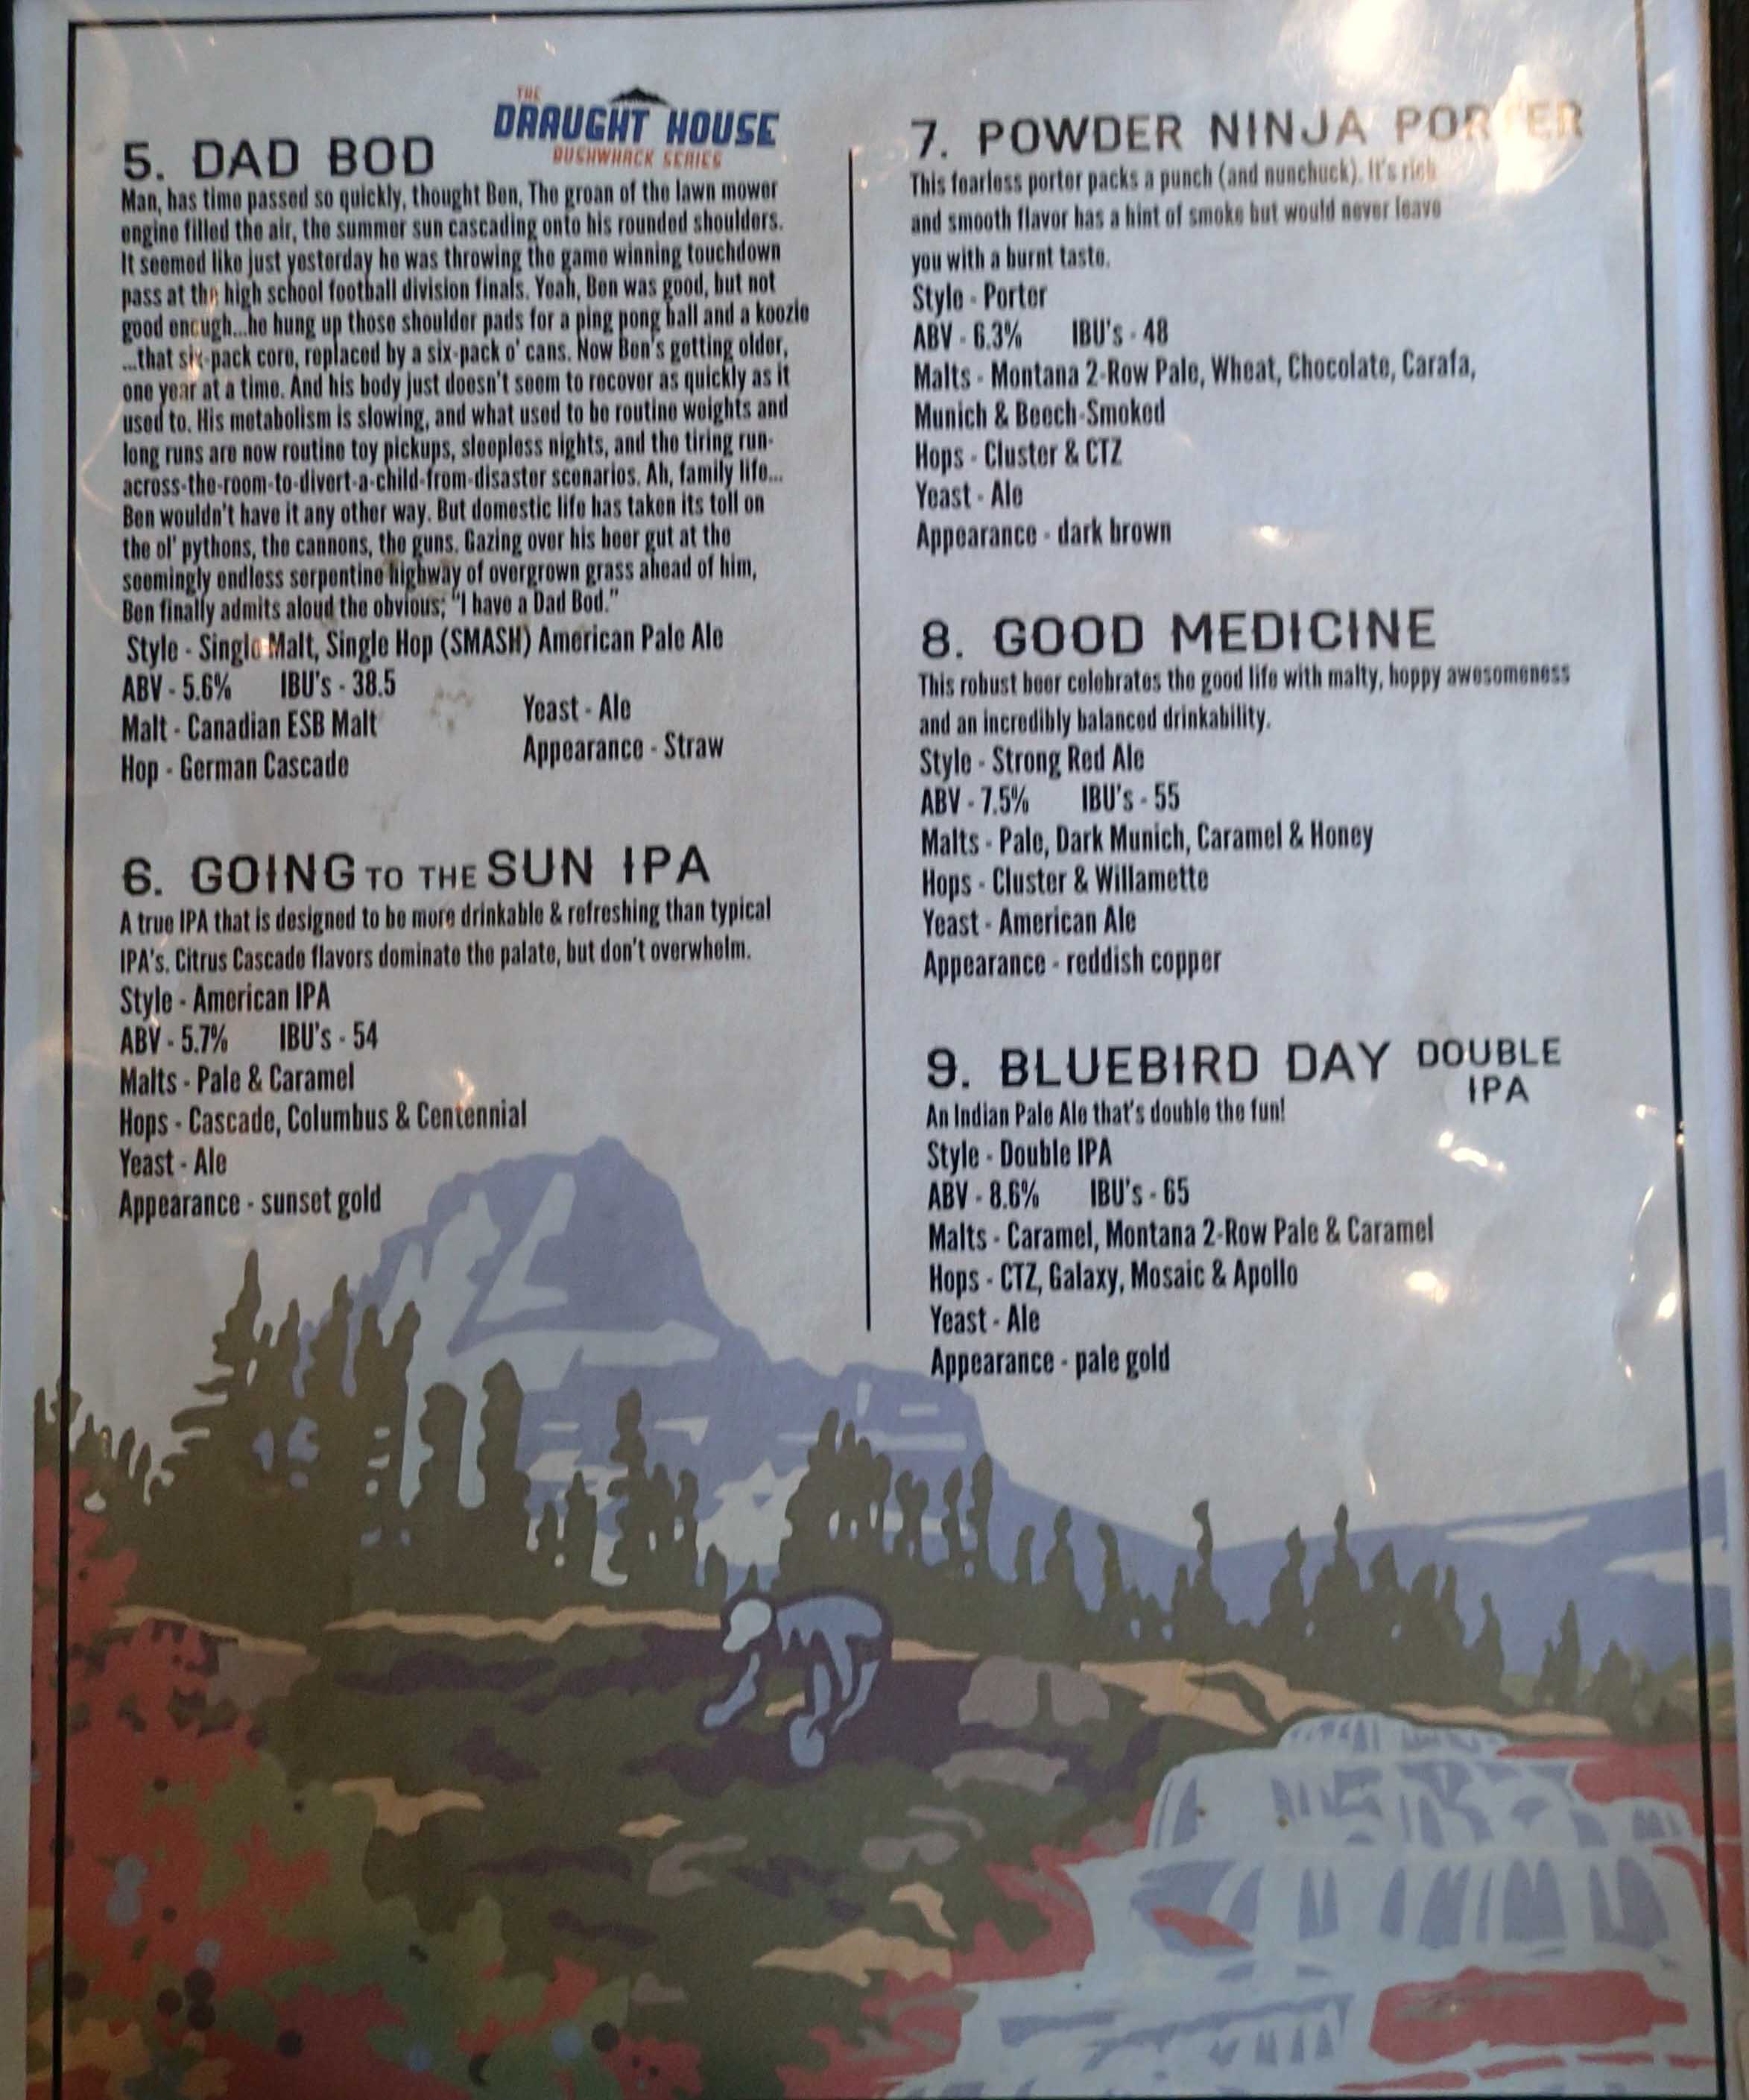 5. DAD BOD
THE
DRAUGHT HOUSE
BUSHWHACK SERIES
Man, has time passed so quickly, thought Ben, The groan of the lawn mower
engine filled the air, the summer sun cascading onto his rounded shoulders.
It seemed like just yesterday he was throwing the game winning touchdown
pass at the high school football division finals. Yeah, Ben was good, but not
good enough...he hung up those shoulder pads for a ping pong ball and a koozie
...that six-pack core, replaced by a six-pack o' cans. Now Ben's getting older,
one year at a time. And his body just doesn't seem to recover as quickly as it
used to. His metabolism is slowing, and what used to be routine weights and
long runs are now routine toy pickups, sleepless nights, and the tiring run-
across-the-room-to-divert-a-child-from-disaster scenarios. Ah, family life...
Ben wouldn't have it any other way. But domestic life has taken its toll on
the ol' pythons, the cannons, the guns. Gazing over his beer gut at the
seemingly endless serpentine highway of overgrown grass ahead of him,
Ben finally admits aloud the obvious; "I have a Dad Bod."
Style - Single Malt, Single Hop (SMASH) American Pale Ale
ABV - 5.6% IBU's - 38.5
Malt - Canadian ESB Malt
Hop - German Cascade
Yeast - Ale
Appearance - Straw
6. GOING TO THE SUN IPA
A true IPA that is designed to be more drinkable & refreshing than typical
IPA's. Citrus Cascade flavors dominate the palate, but don't overwhelm.
Style - American IPA
ABV - 5.7% IBU's - 54
Malts - Pale & Caramel
Hops - Cascade, Columbus & Centennial
Yeast - Ale
Appearance - sunset gold
7. POWDER NINJA PORTER
This fearless porter packs a punch (and nunchuck). It's rich
and smooth flavor has a hint of smoke but would never leave
you with a burnt taste.
Style - Porter
ABV - 6.3% IBU's - 48
Malts - Montana 2-Row Pale, Wheat, Chocolate, Carafa,
Munich & Beech-Smoked
Hops - Cluster & CTZ
Yeast - Ale
Appearance - dark brown
8. GOOD MEDICINE
This robust beer celebrates the good life with malty, hoppy awesomeness
and an incredibly balanced drinkability.
Style - Strong Red Ale
ABV - 7.5% IBU's - 55
Malts - Pale, Dark Munich, Caramel & Honey
Hops - Cluster & Willamette
Yeast - American Ale
Appearance - reddish copper
9. BLUEBIRD DAY DOUBLE
IPA
An Indian Pale Ale that's double the fun!
Style - Double IPA
ABV - 8.6% IBU's - 65
Malts - Caramel, Montana 2-Row Pale & Caramel
Hops - CTZ, Galaxy, Mosaic & Apollo
Yeast - Ale
Appearance - pale gold